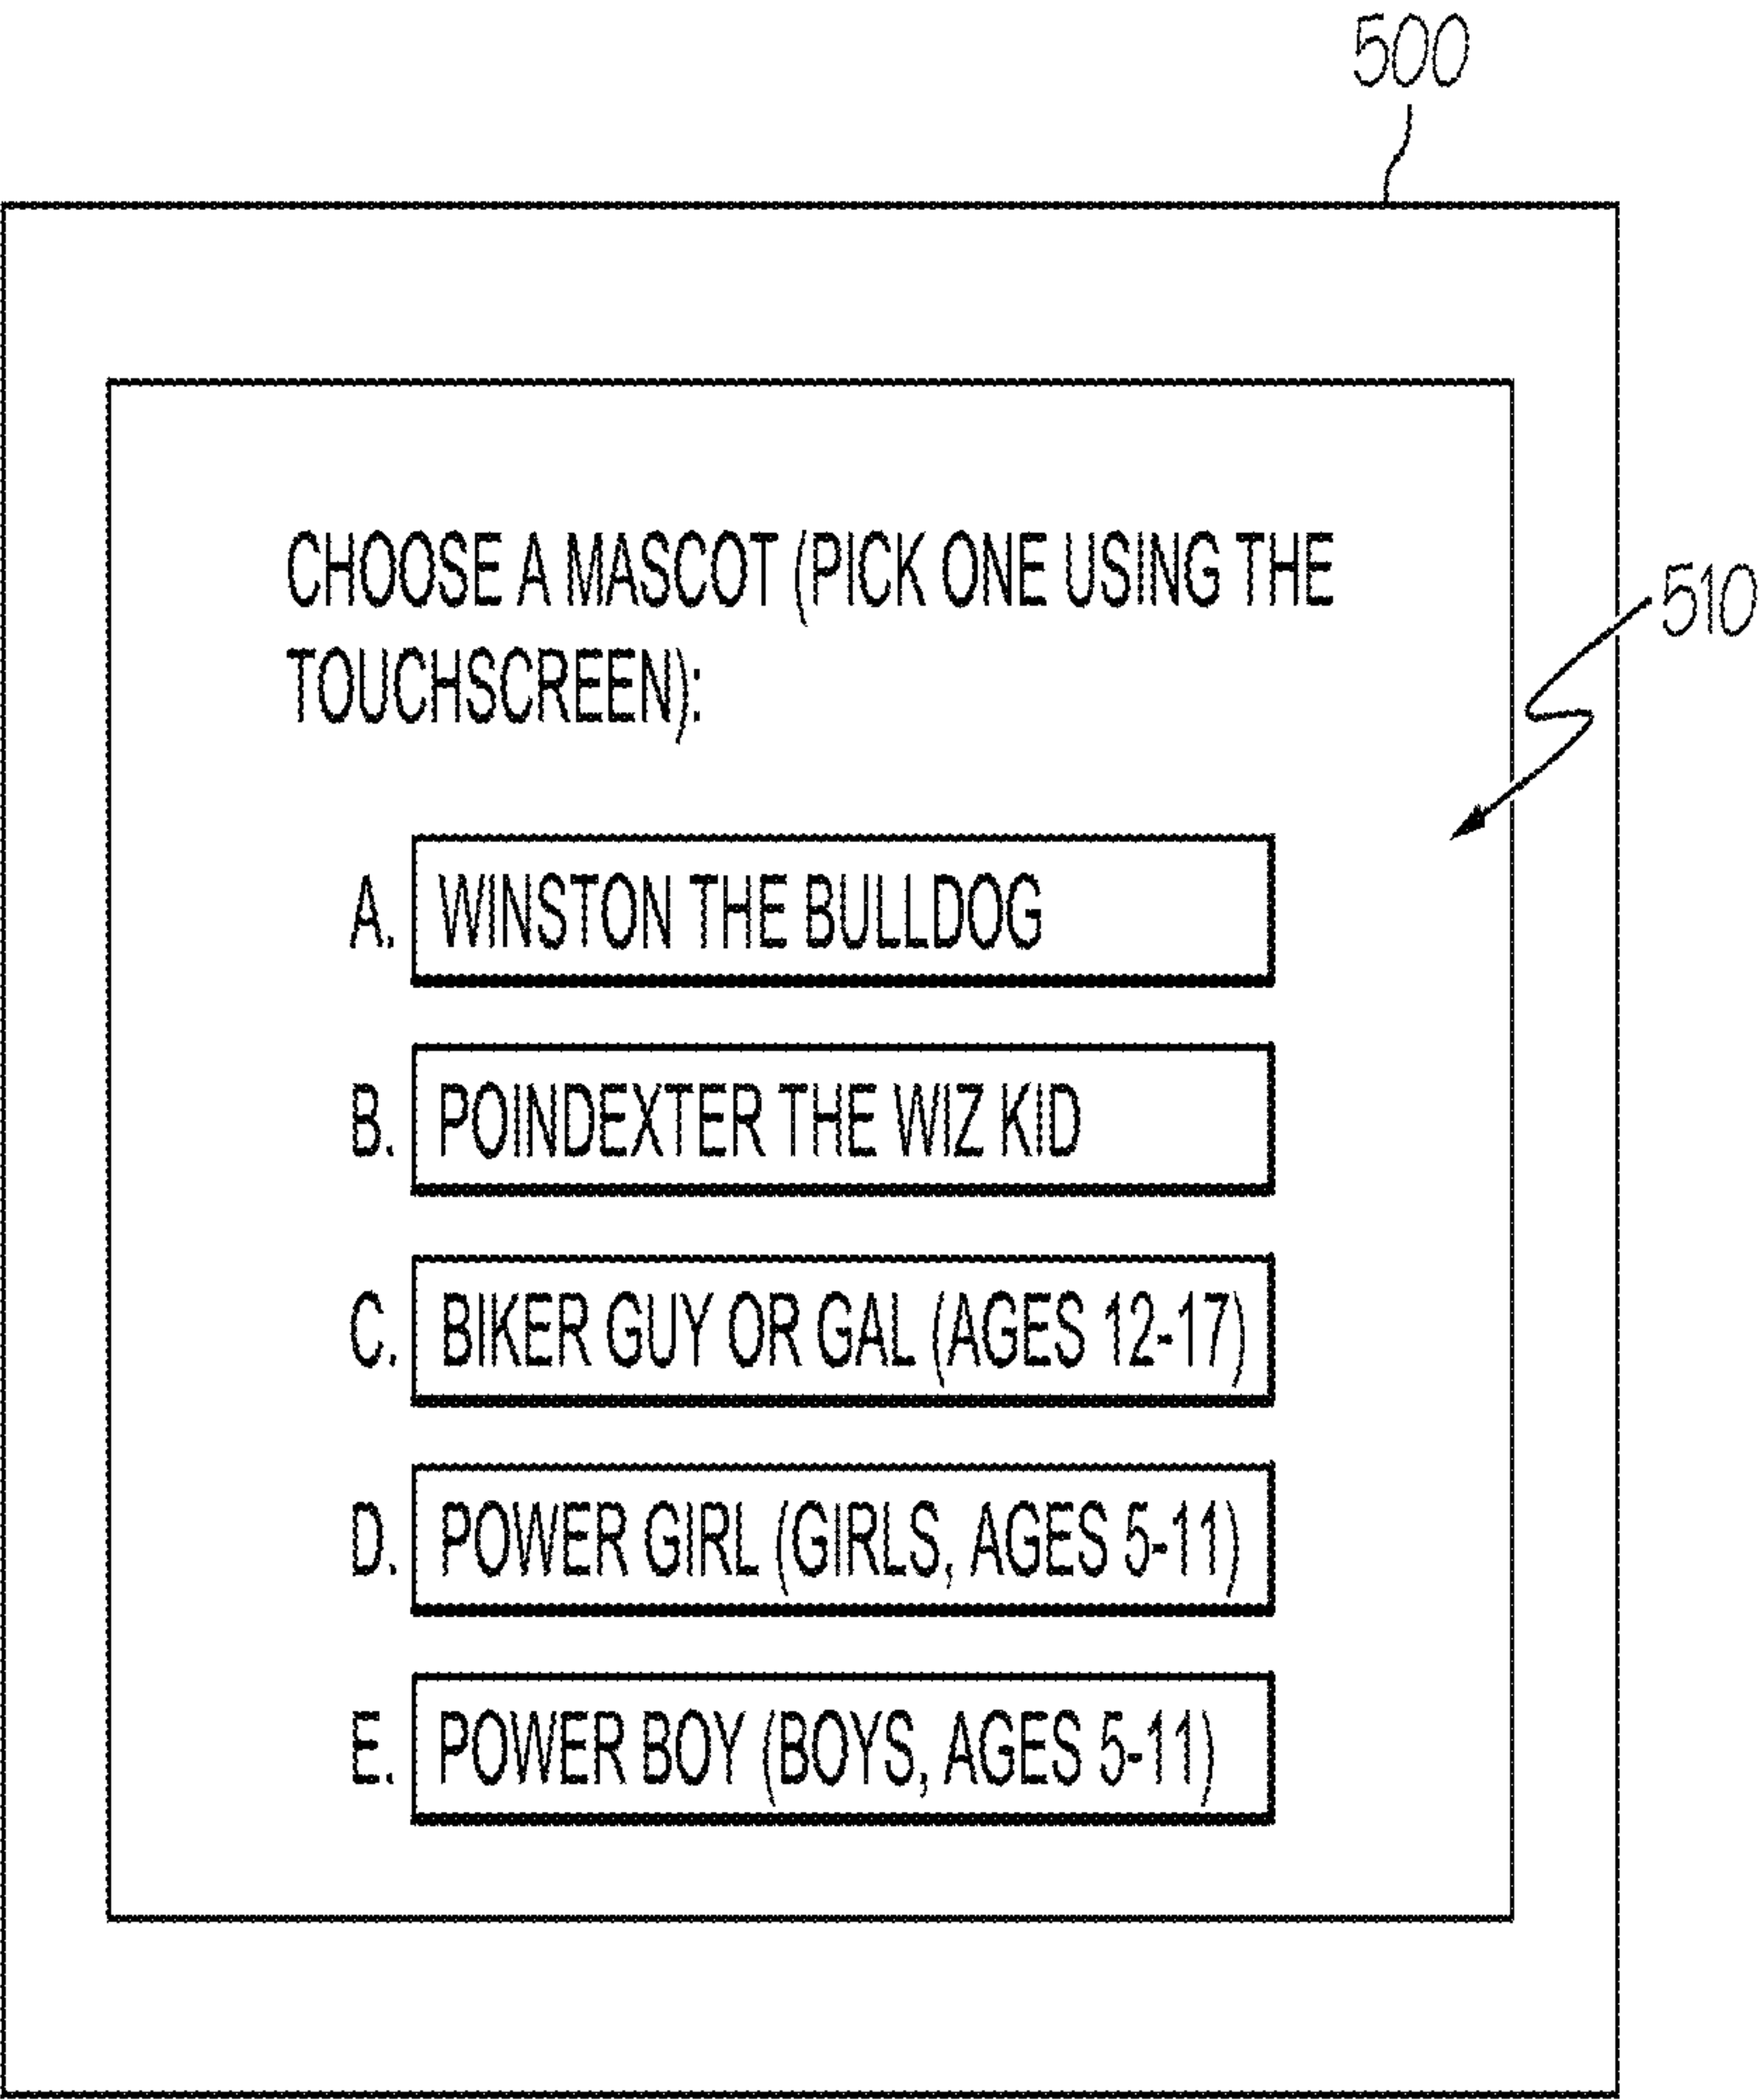 500
CHOOSE A MASCOT (PICK ONE USING THE
TOUCHSCREEN):
510
A. WINSTON THE BULLDOG
B. POINDEXTER THE WIZ KID
C. BIKER GUY OR GAL (AGES 12-17)
D. POWER GIRL (GIRLS, AGES 5-11)
E. POWER BOY (BOYS, AGES 5-11)